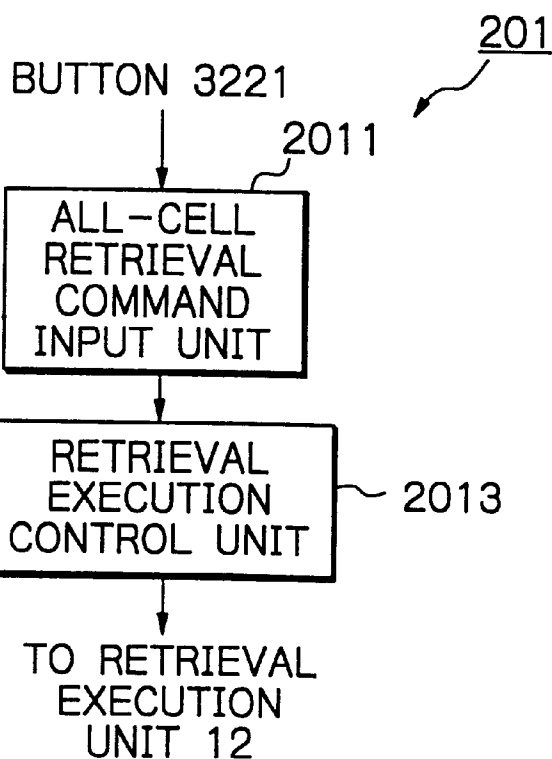 201
BUTTON 3221
2011
ALL-CELL
RETRIEVAL
COMMAND
INPUT UNIT
RETRIEVAL
EXECUTION
CONTROL UNIT
2013
TO RETRIEVAL
EXECUTION
UNIT 12